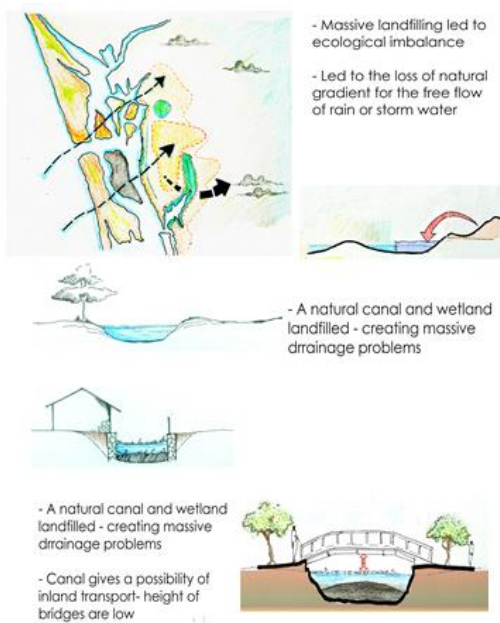 - Massive landfilling led to
ecological imbalance
- Led to the loss of natural
gradient for the free flow
of rain or storm water
- A natural canal and wetland
landfilled - creating massive
drrainage problems
- A natural canal and wetland
landfilled - creating massive
drrainage problems
- Canal gives a possibility of
inland transport- height of
bridges are low